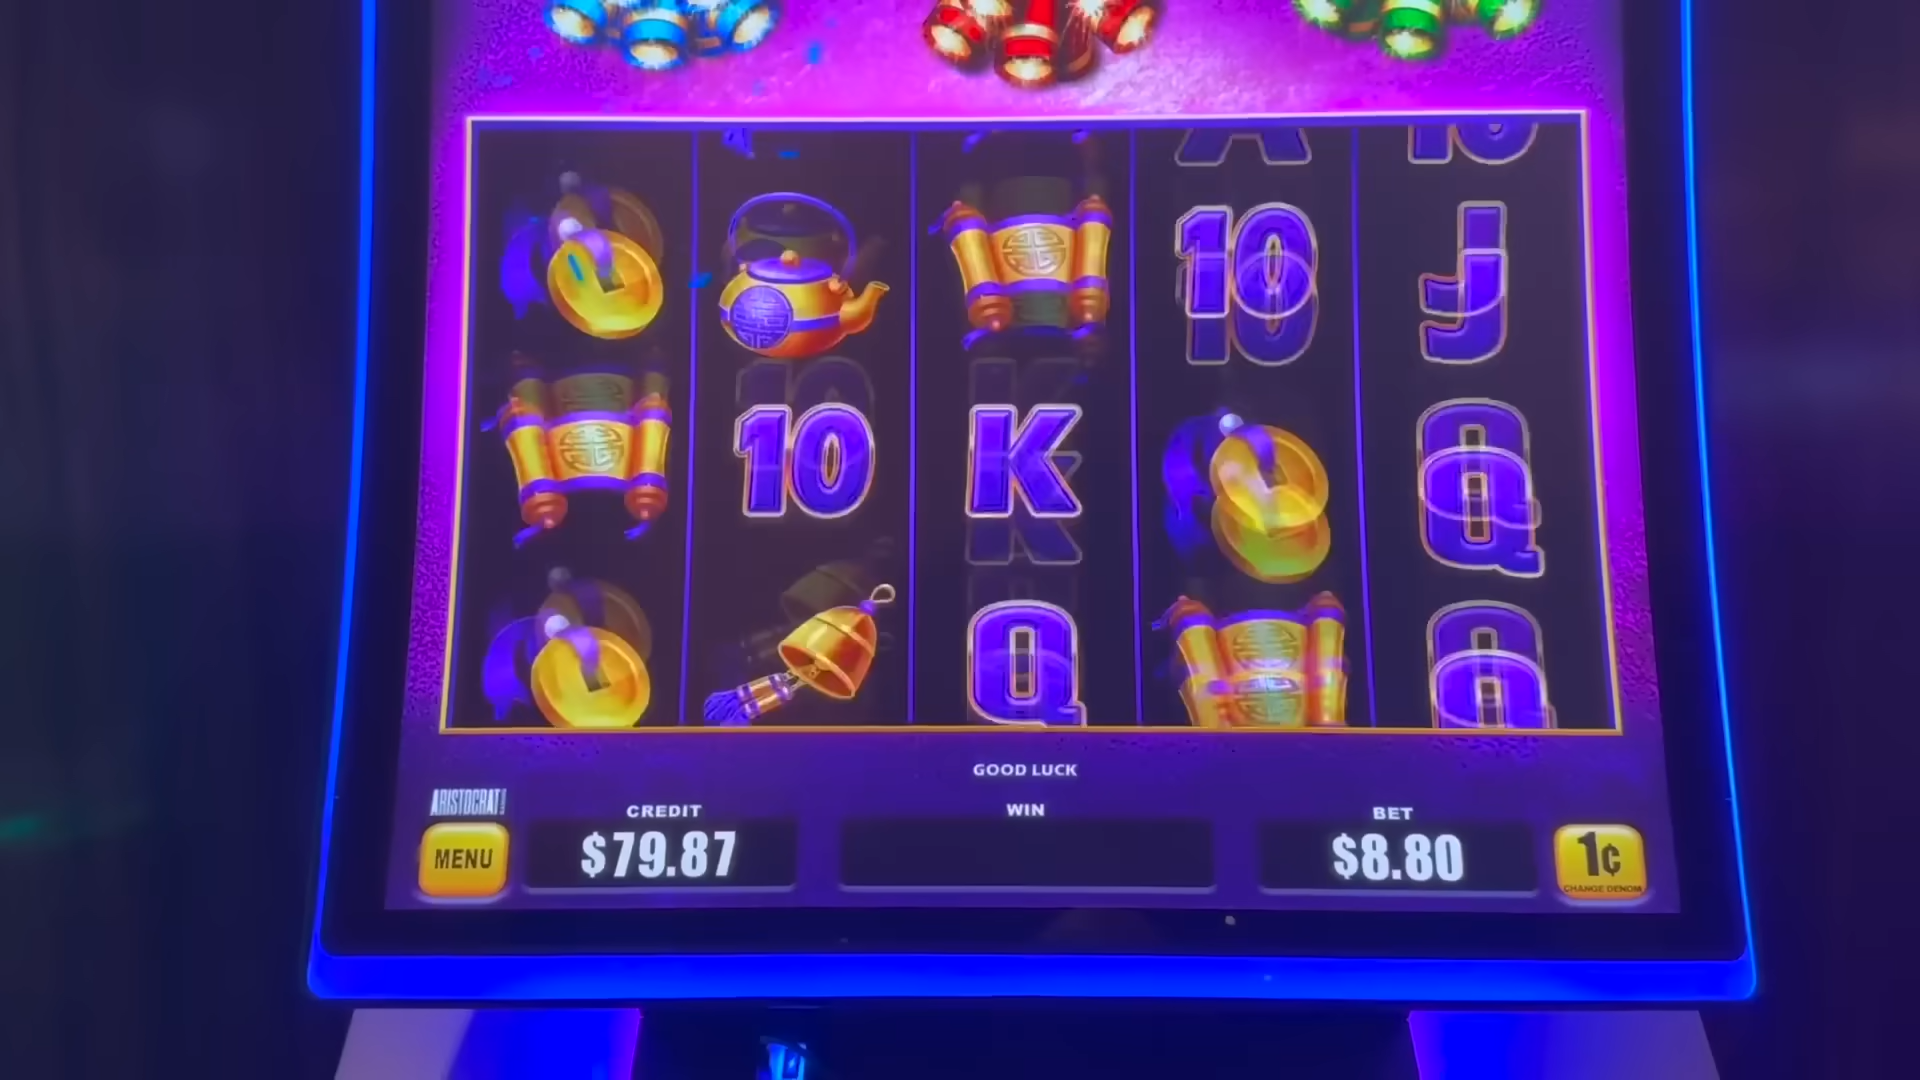 A 10
10 J
10 K Q
Q Q
GOOD LUCK
ARISTOCRAT
CREDIT WIN BET
MENU $79.87 $8.80 1¢
CHANGE DENOM